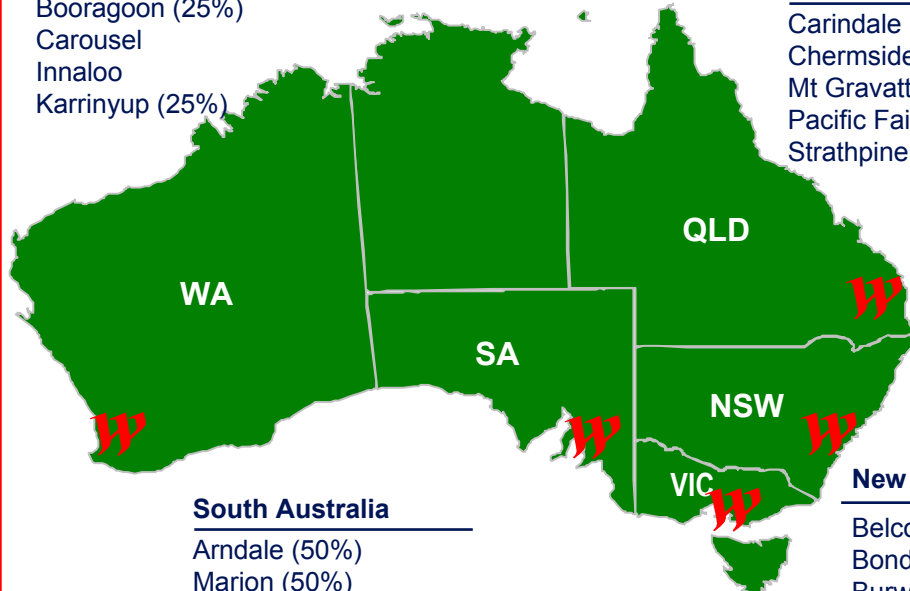 Booragoon (25%)
Carousel
Innaloo
Karrinyup (25%)
Carindale
Chermside
Mt Gravatt
Pacific Fai
Strathpine
QLD
WA
SA
NSW
VIC
South Australia
Arndale (50%)
Marion (50%)
New
Belco
Bond
Burw